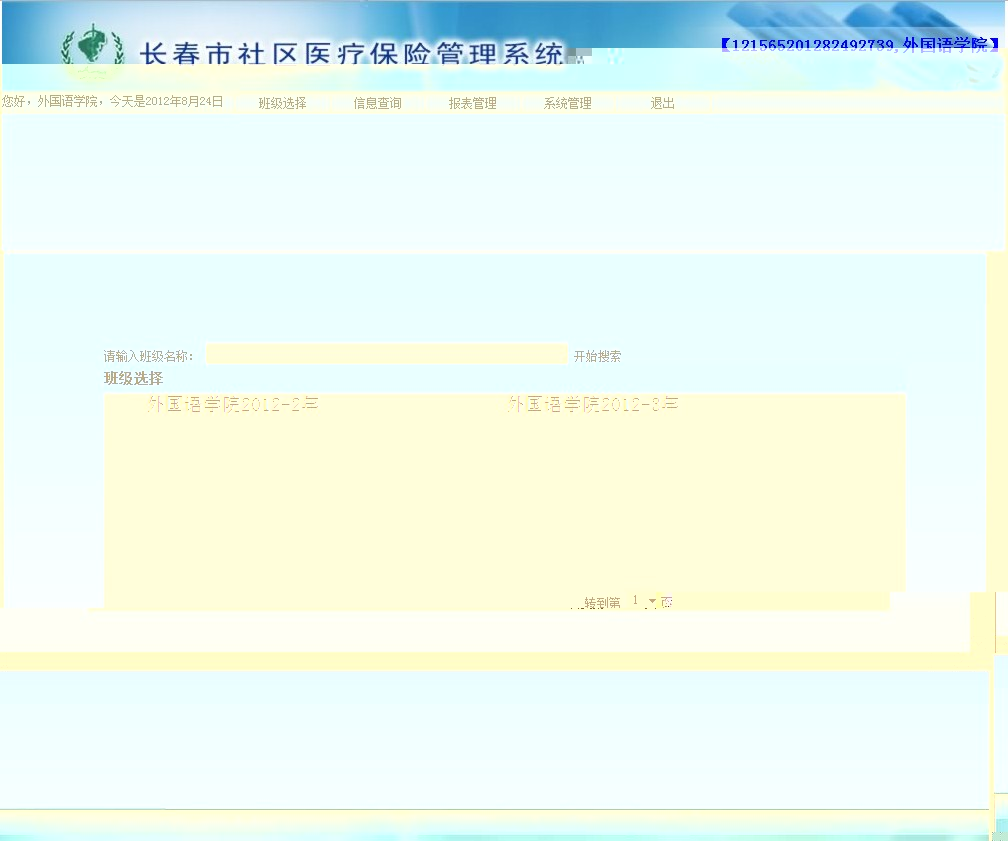 长春市社区医疗保险管理系统
【121565201282492739,外国语学院】
您好，外国语学院，今天是2012年8月24日 班级选择 信息查询 报表管理 系统管理 退出
请输入班级名称： 开始搜索
班级选择
外国语学院2012-2年 外国语学院2012-3年
转到第 1 页